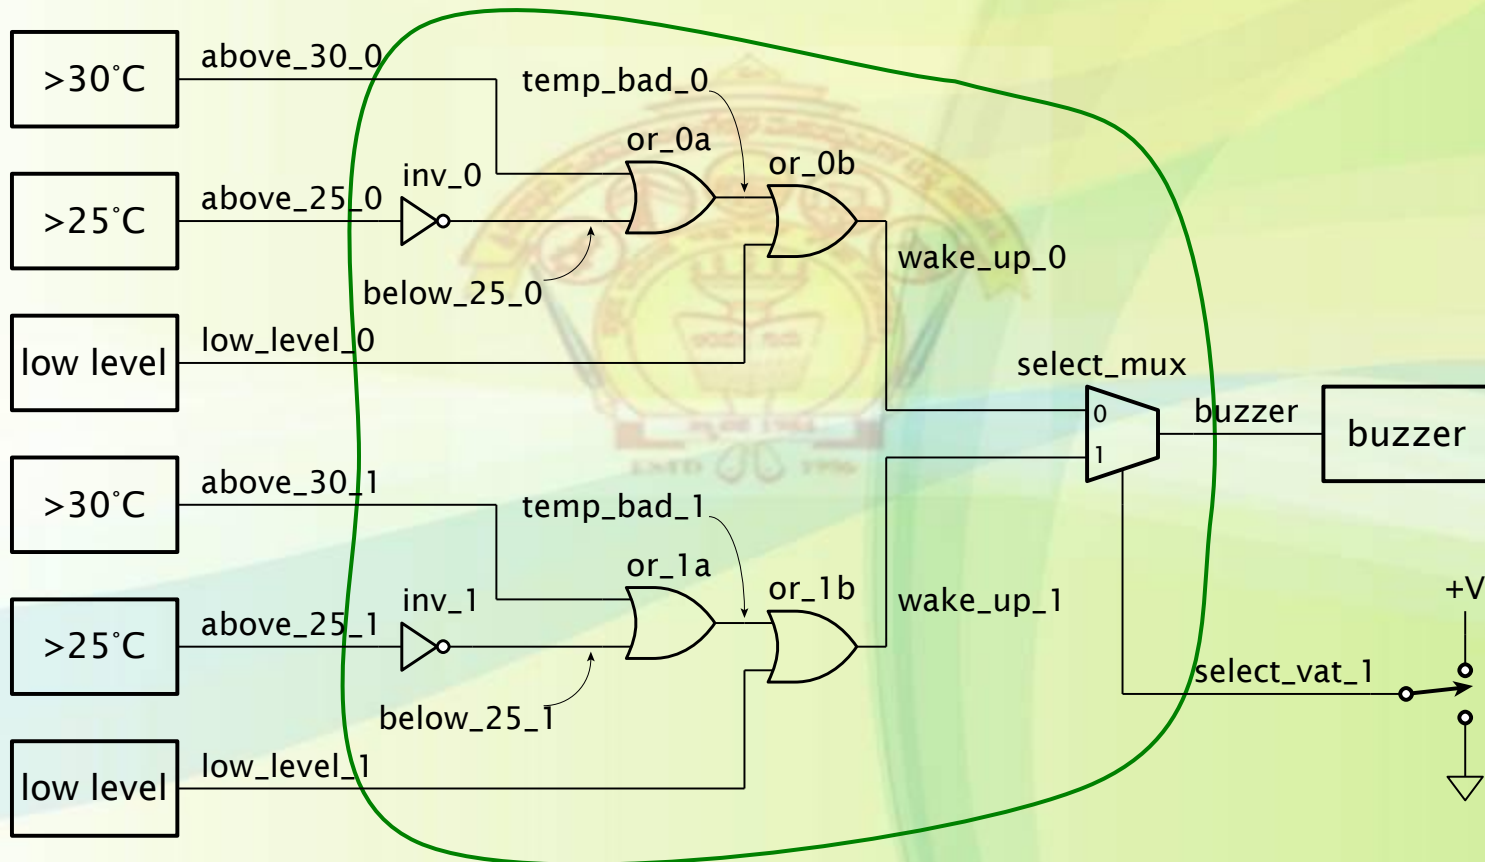 >30°C
above_30_0
temp_bad_0
or_0a
or_0b
>25°C
above_25_0
inv_0
below_25_0
wake_up_0
low level
low_level_0
select_mux
0
1
buzzer
buzzer
>30°C
above_30_1
temp_bad_1
or_1a
or_1b
>25°C
above_25_1
inv_1
below_25_1
wake_up_1
+V
select_vat_1
low level
low_level_1